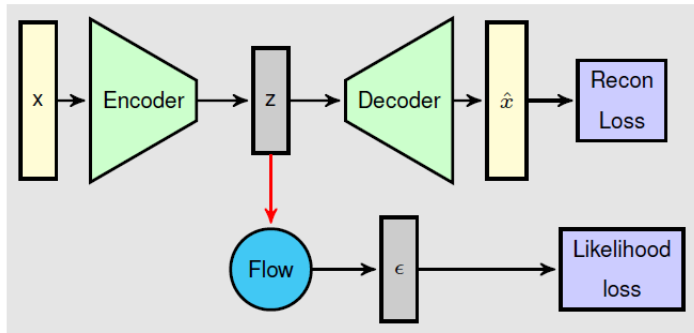 x
Encoder
z
Decoder
x̂
Recon
Loss
Flow
ϵ
Likelihood
loss